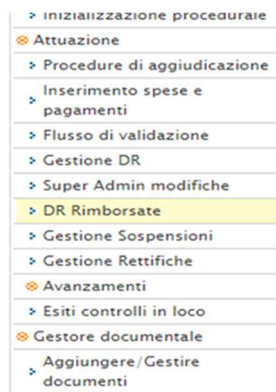 Inizializzazione procedurale
Attuazione
Procedure di aggiudicazione
Inserimento spese e
pagamenti
Flusso di validazione
Gestione DR
Super Admin modifiche
DR Rimborsate
Gestione Sospensioni
Gestione Rettifiche
Avanzamenti
Esiti controlli in loco
Gestore documentale
Aggiungere/Gestire
documenti